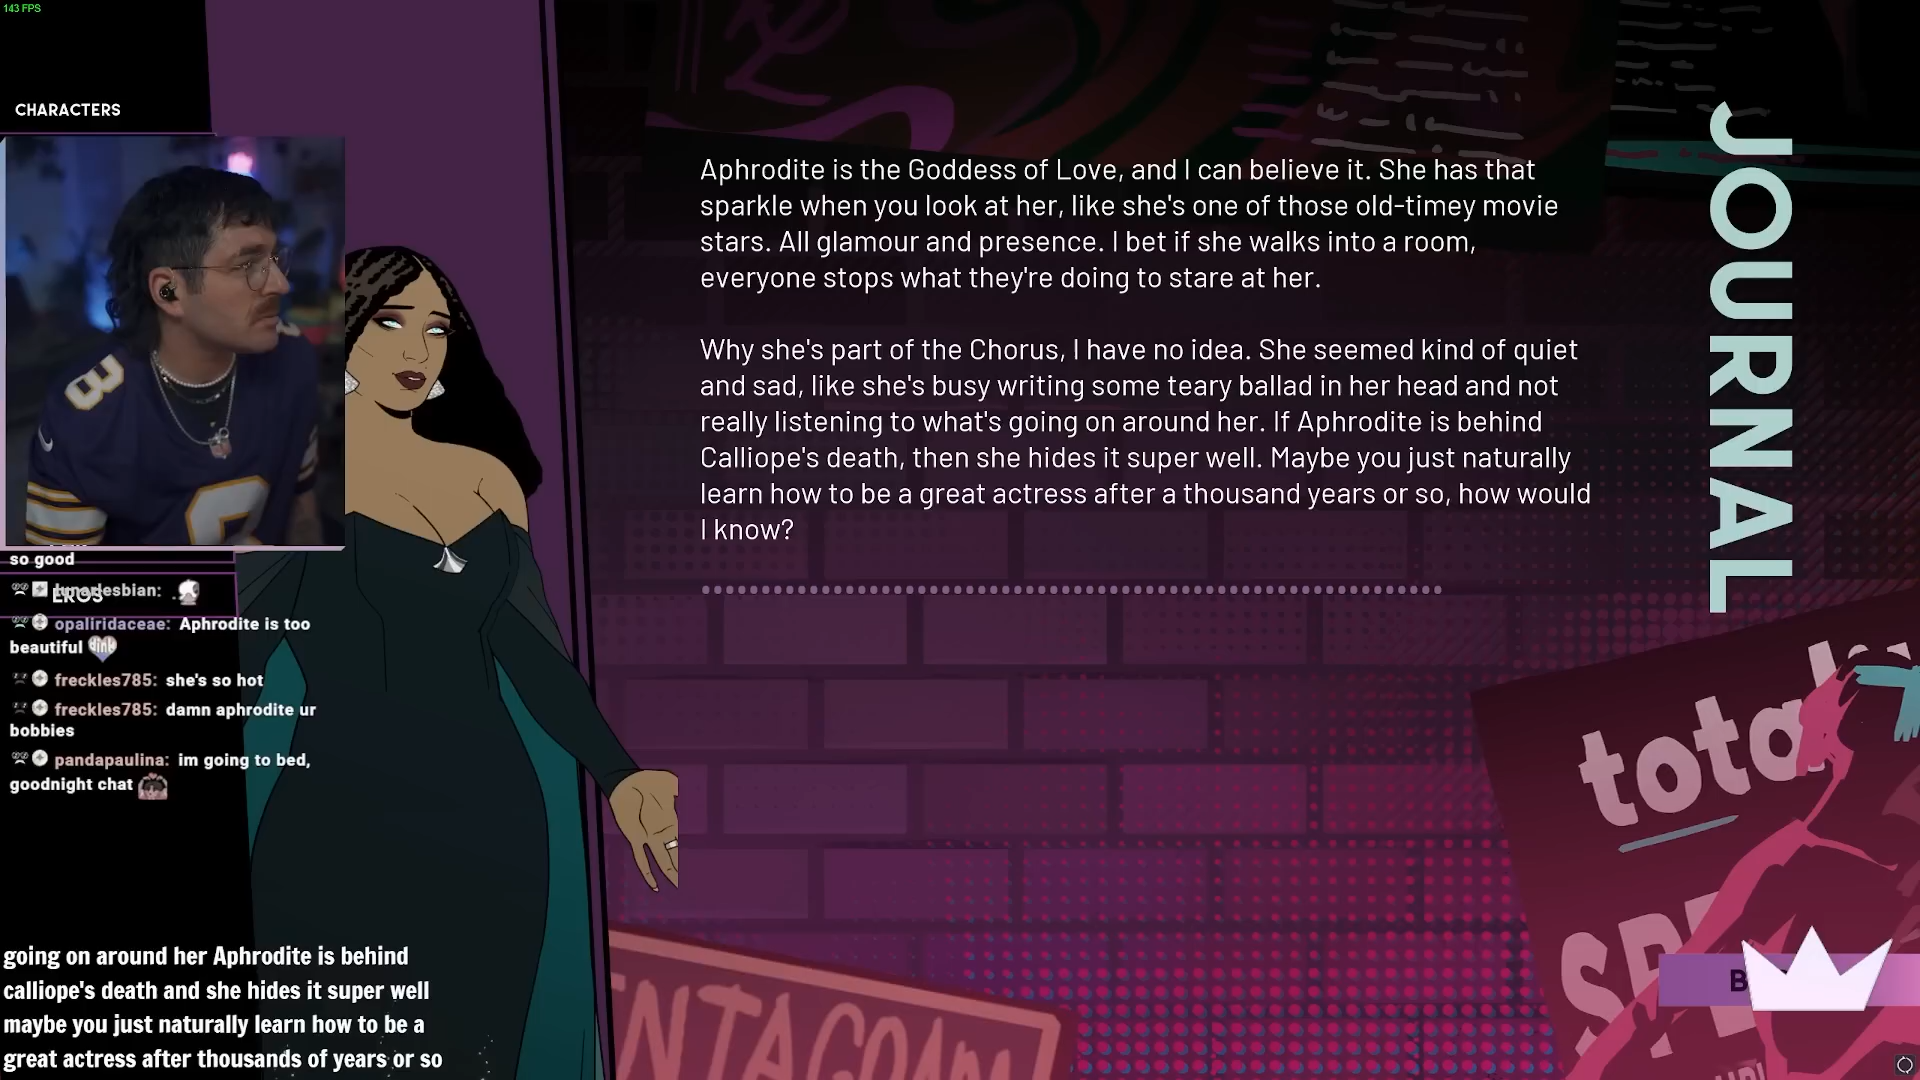 143 FPS
CHARACTERS
Aphrodite is the Goddess of Love, and I can believe it. She has that
sparkle when you look at her, like she's one of those old-timey movie
stars. All glamour and presence. I bet if she walks into a room,
everyone stops what they're doing to stare at her.
Why she's part of the Chorus, I have no idea. She seemed kind of quiet
and sad, like she's busy writing some teary ballad in her head and not
really listening to what's going on around her. If Aphrodite is behind
Calliope's death, then she hides it super well. Maybe you just naturally
learn how to be a great actress after a thousand years or so, how would
I know?
JOURNAL
so good
lunarlesbian:
EROS
opaliridaceae: Aphrodite is too
beautiful
freckles785: she's so hot
freckles785: damn aphrodite ur
bobbies
pandapaulina: im going to bed,
goodnight chat
going on around her Aphrodite is behind
calliope's death and she hides it super well
maybe you just naturally learn how to be a
great actress after thousands of years or so